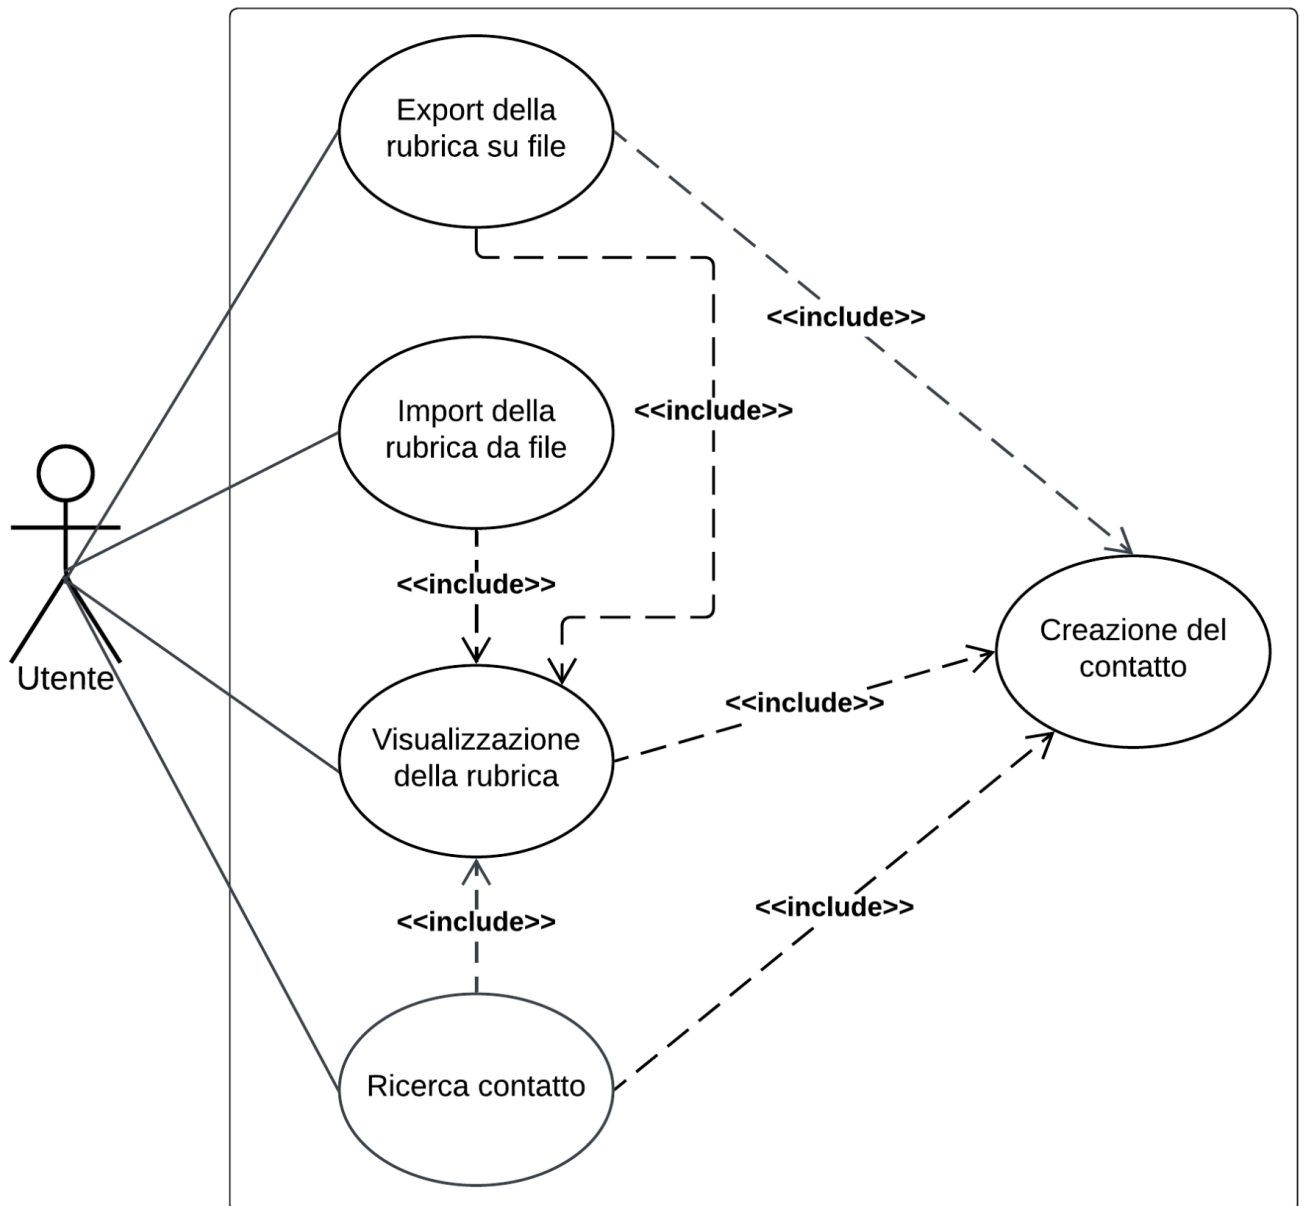 Export della
rubrica su file
<<include>>
Import della
rubrica da file
<<include>>
<<include>>
Utente
Creazione del
contatto
<<include>>
Visualizzazione
della rubrica
<<include>>
<<include>>
Ricerca contatto